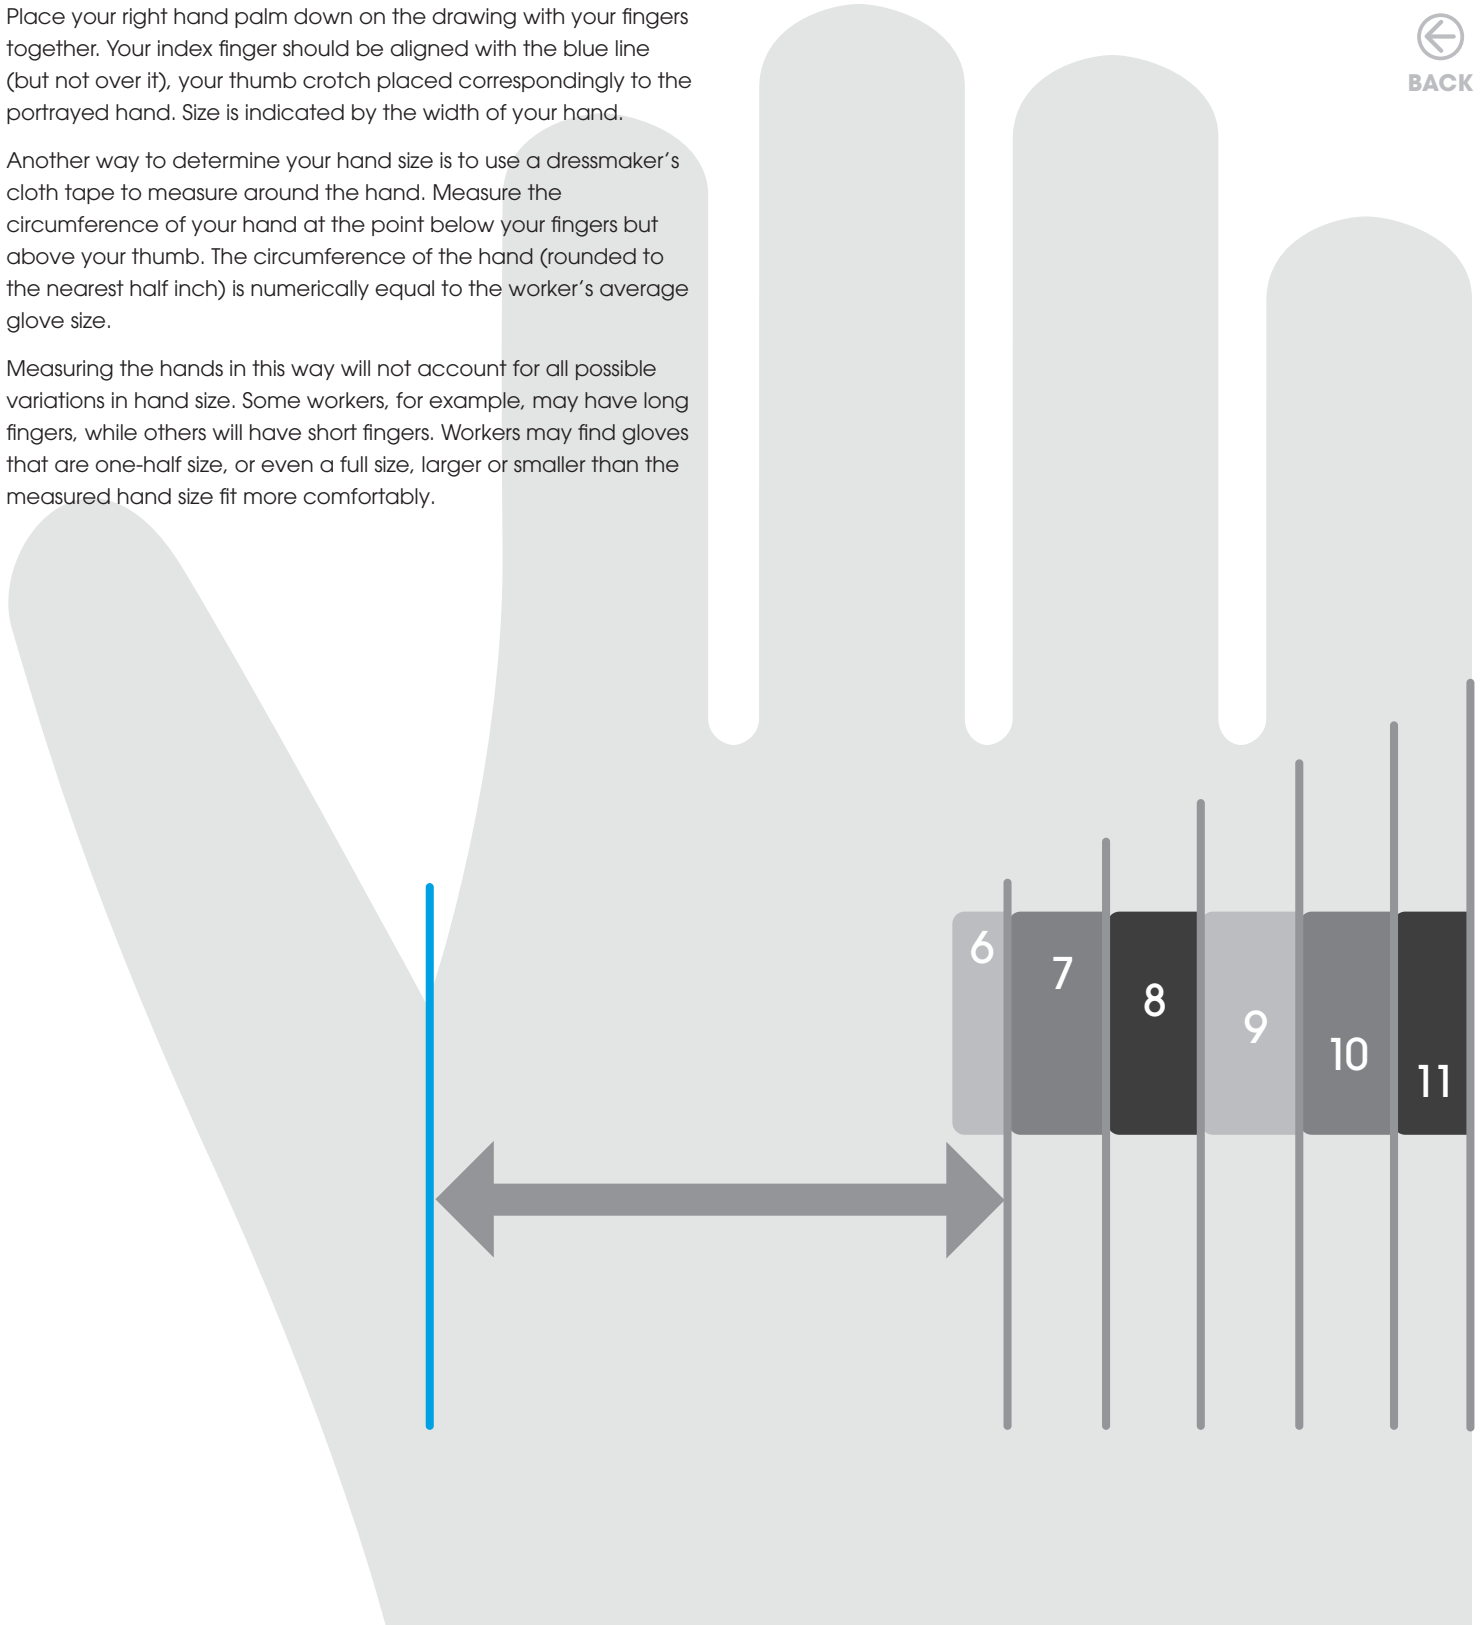 Place your right hand palm down on the drawing with your fingers
together. Your index finger should be aligned with the blue line
(but not over it), your thumb crotch placed correspondingly to the
portrayed hand. Size is indicated by the width of your hand.
Another way to determine your hand size is to use a dressmaker’s
cloth tape to measure around the hand. Measure the
circumference of your hand at the point below your fingers but
above your thumb. The circumference of the hand (rounded to
the nearest half inch) is numerically equal to the worker’s average
glove size.
Measuring the hands in this way will not account for all possible
variations in hand size. Some workers, for example, may have long
fingers, while others will have short fingers. Workers may find gloves
that are one-half size, or even a full size, larger or smaller than the
measured hand size fit more comfortably.
BACK
6
7
8
9
10
11